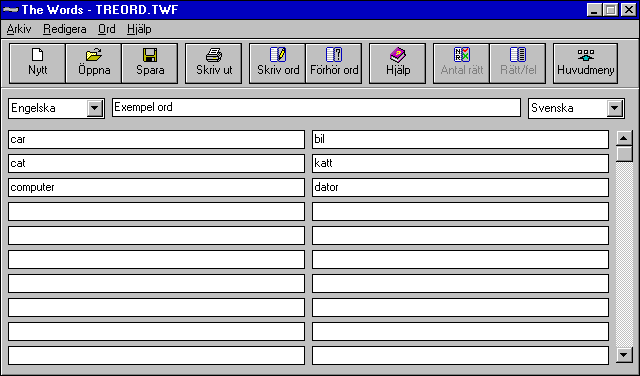 The Words - TREORD.TWF
Arkiv Redigera Ord Hjälp
Nytt Öppna Spara Skriv ut Skriv ord Förhör ord Hjälp Antal rätt Rätt/fel Huvudmeny
Engelska Exempel ord Svenska
car bil
cat katt
computer dator